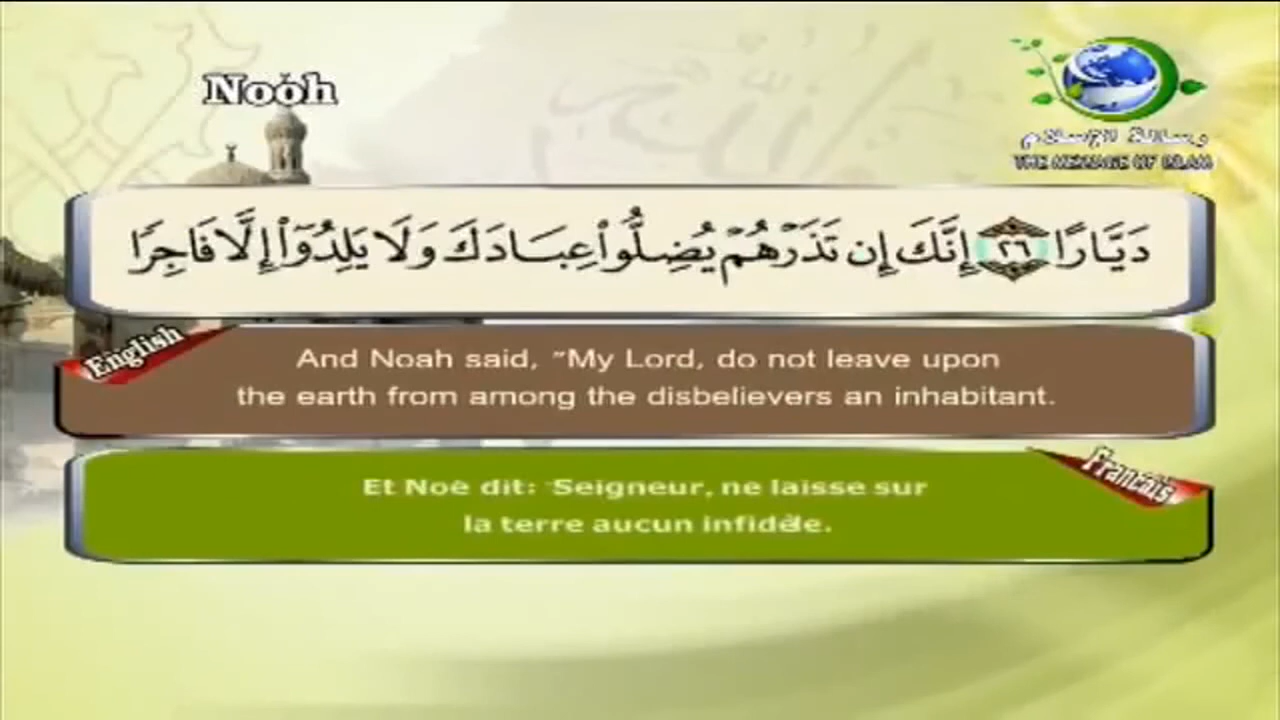 Nooh
رسالة الإسلام
THE MESSAGE OF ISLAM
دَيَّارًا ٢٦ إِنَّكَ إِن تَذَرْهُمْ يُضِلُّوا۟ عِبَادَكَ وَلَا يَلِدُوٓا۟ إِلَّا فَاجِرًا
English
And Noah said, "My Lord, do not leave upon
the earth from among the disbelievers an inhabitant.
Francais
Et Noé dit: "Seigneur, ne laisse sur
la terre aucun infidèle.